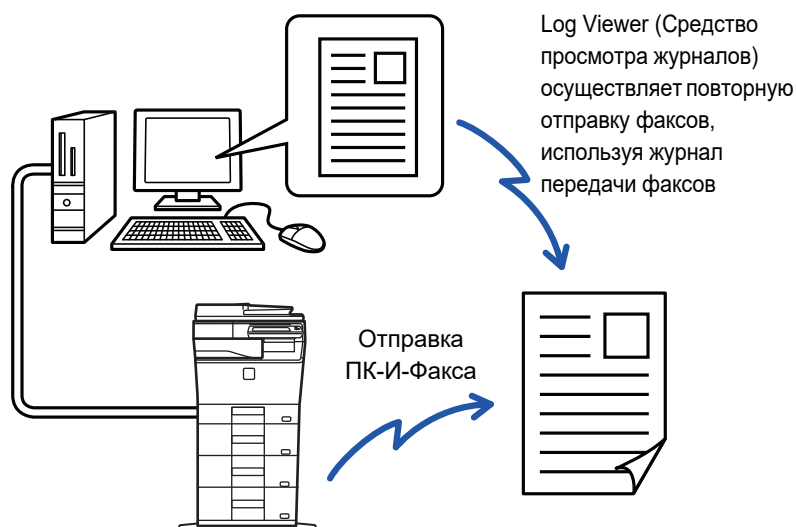 Log Viewer (Средство
просмотра журналов)
осуществляет повторную
отправку факсов,
используя журнал
передачи факсов
Отправка
ПК-И-Факса